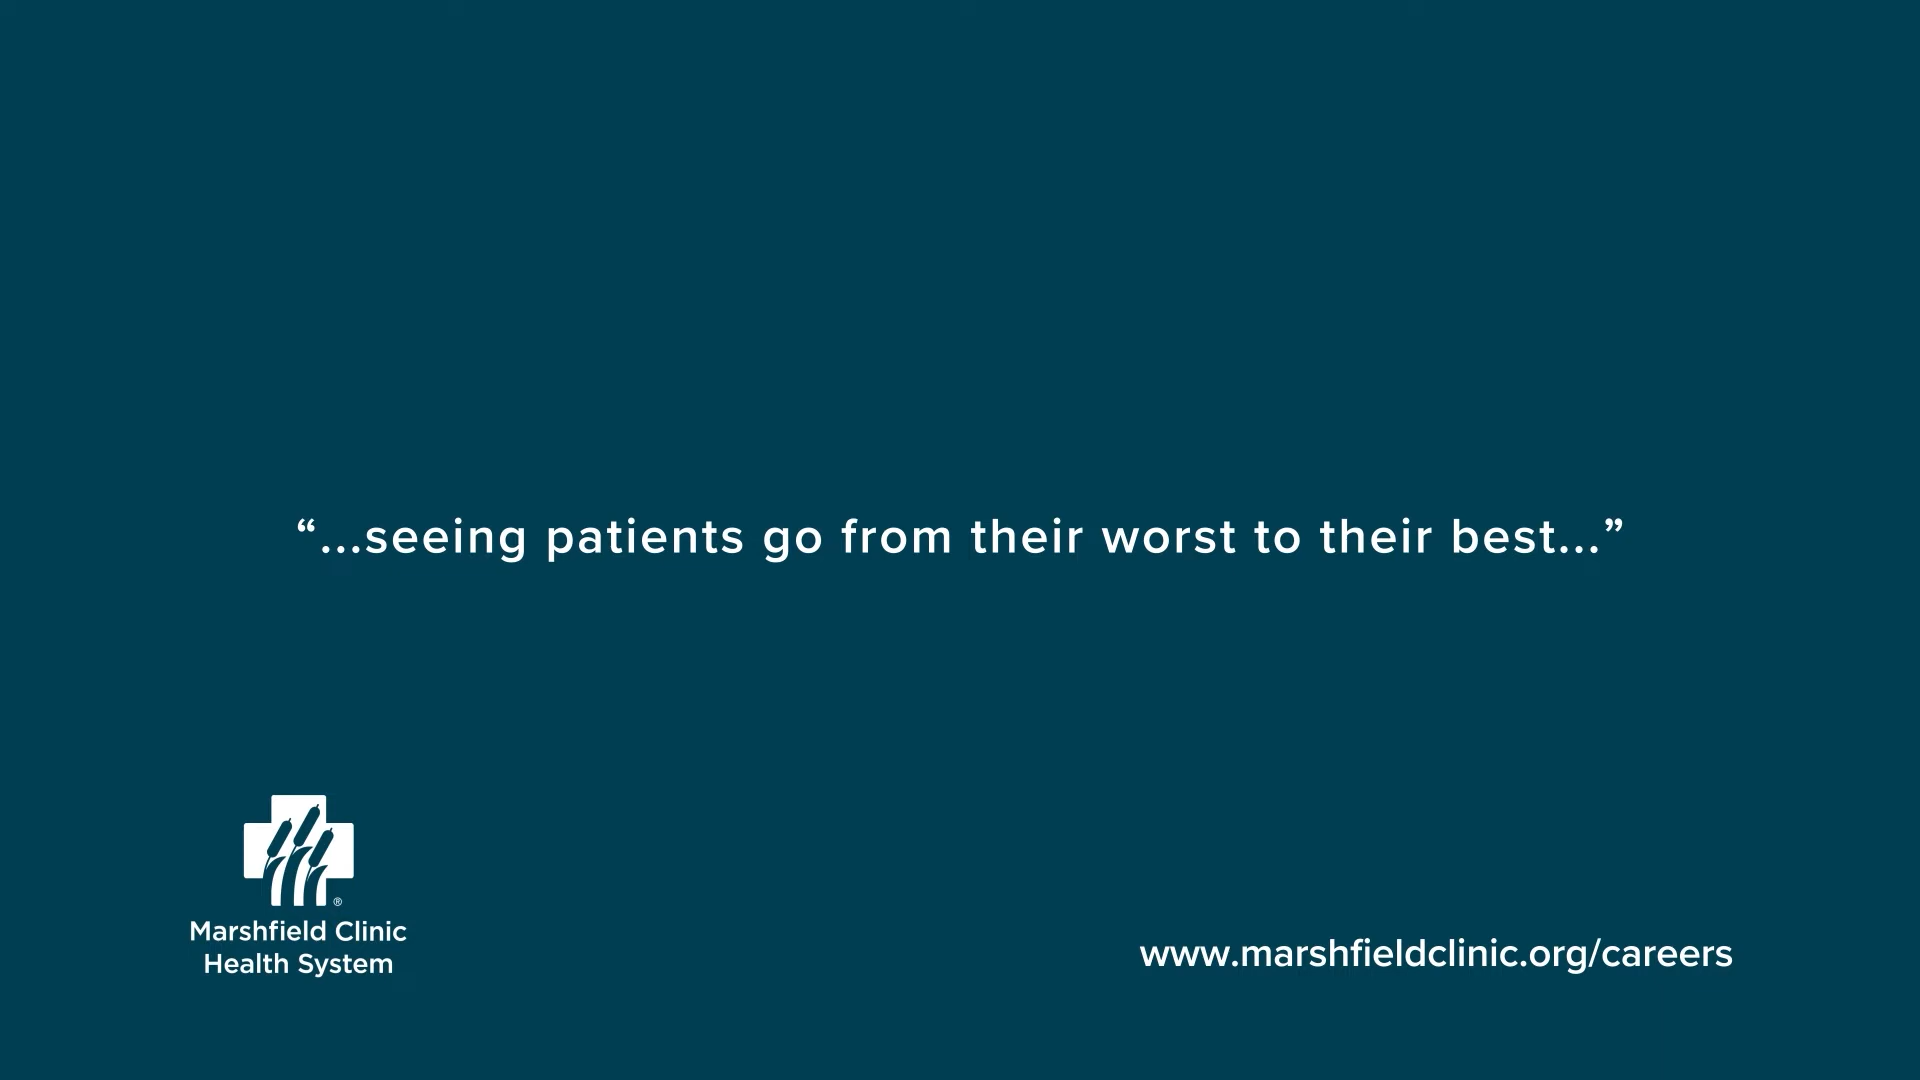 “...seeing patients go from their worst to their best...”
®
Marshfield Clinic
Health System
www.marshfieldclinic.org/careers